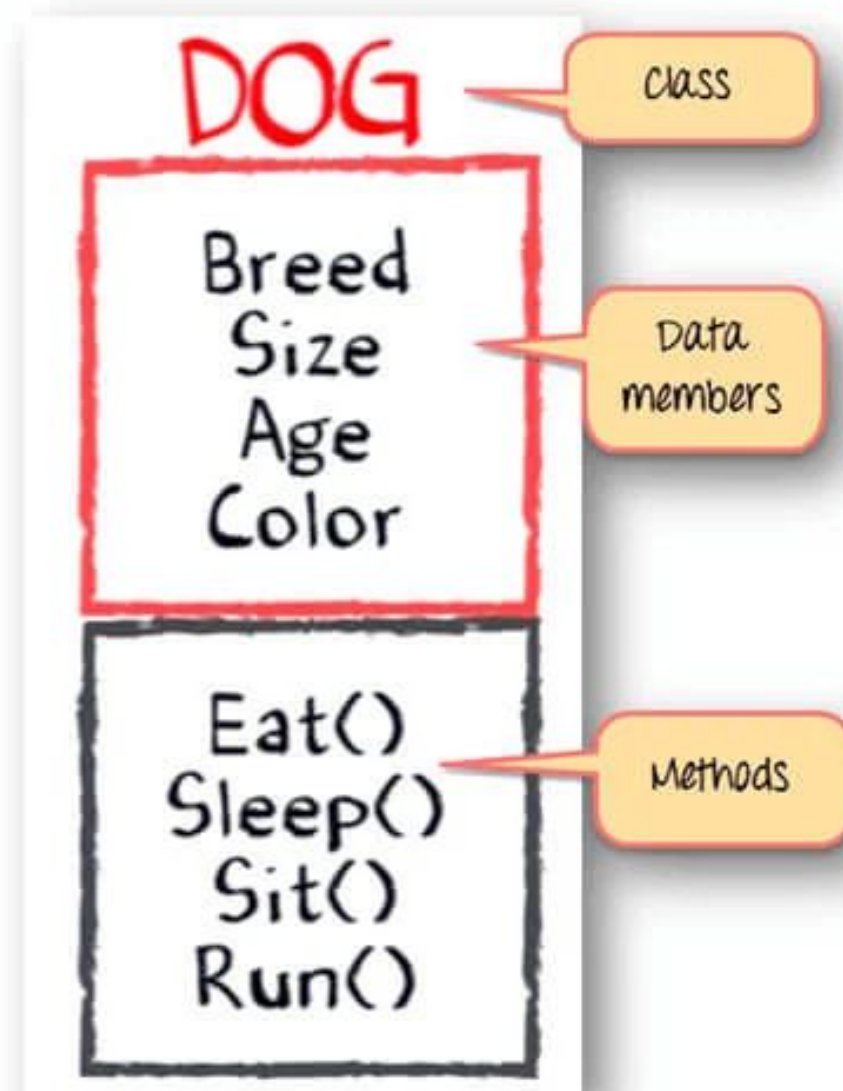 DOG
class
Breed
Size
Age
Color
Data
members
Eat()
Sleep()
Sit()
Run()
Methods